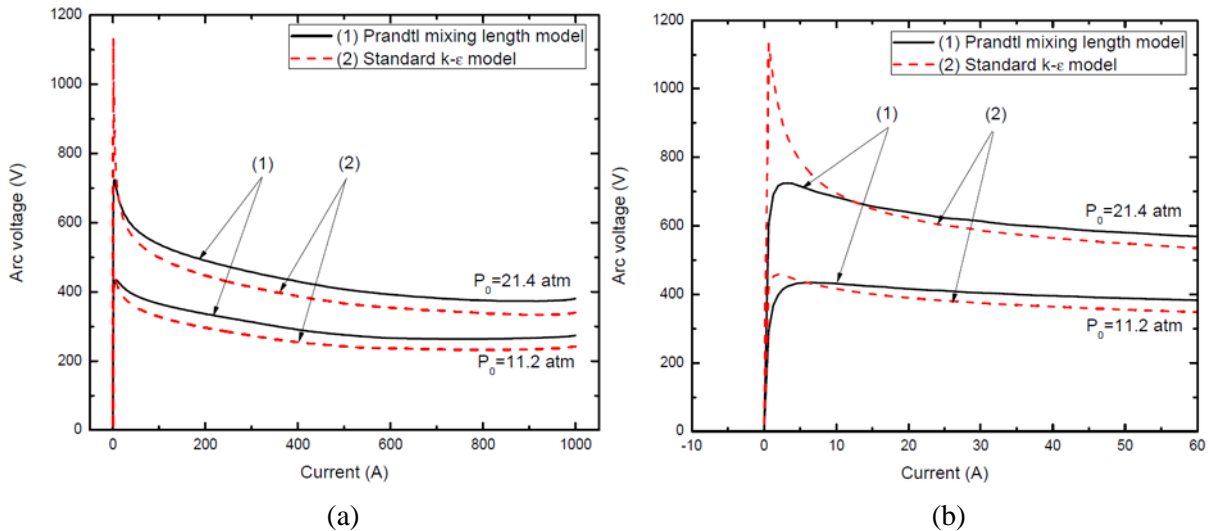 1200
1000
800
600
400
200
0
Arc voltage (V)
(1) Prandtl mixing length model
(2) Standard k-ε model
(1)
(2)
P₀=21.4 atm
P₀=11.2 atm
0
200
400
600
800
1000
Current (A)
(a)
1200
1000
800
600
400
200
0
Arc voltage (V)
(1) Prandtl mixing length model
(2) Standard k-ε model
(1)
(2)
P₀=21.4 atm
P₀=11.2 atm
-10
0
10
20
30
40
50
60
Current (A)
(b)